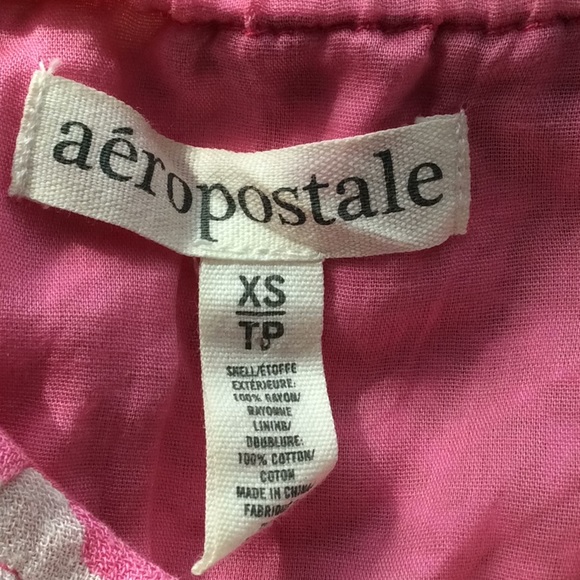 aéropostale
XS
TP
SHELL/ÉTOFFE
EXTÉRIEURE:
100% RAYON/
RAYONNE
LINING/
DOUBLURE:
100% COTTON/
COTON
MADE IN CHINA